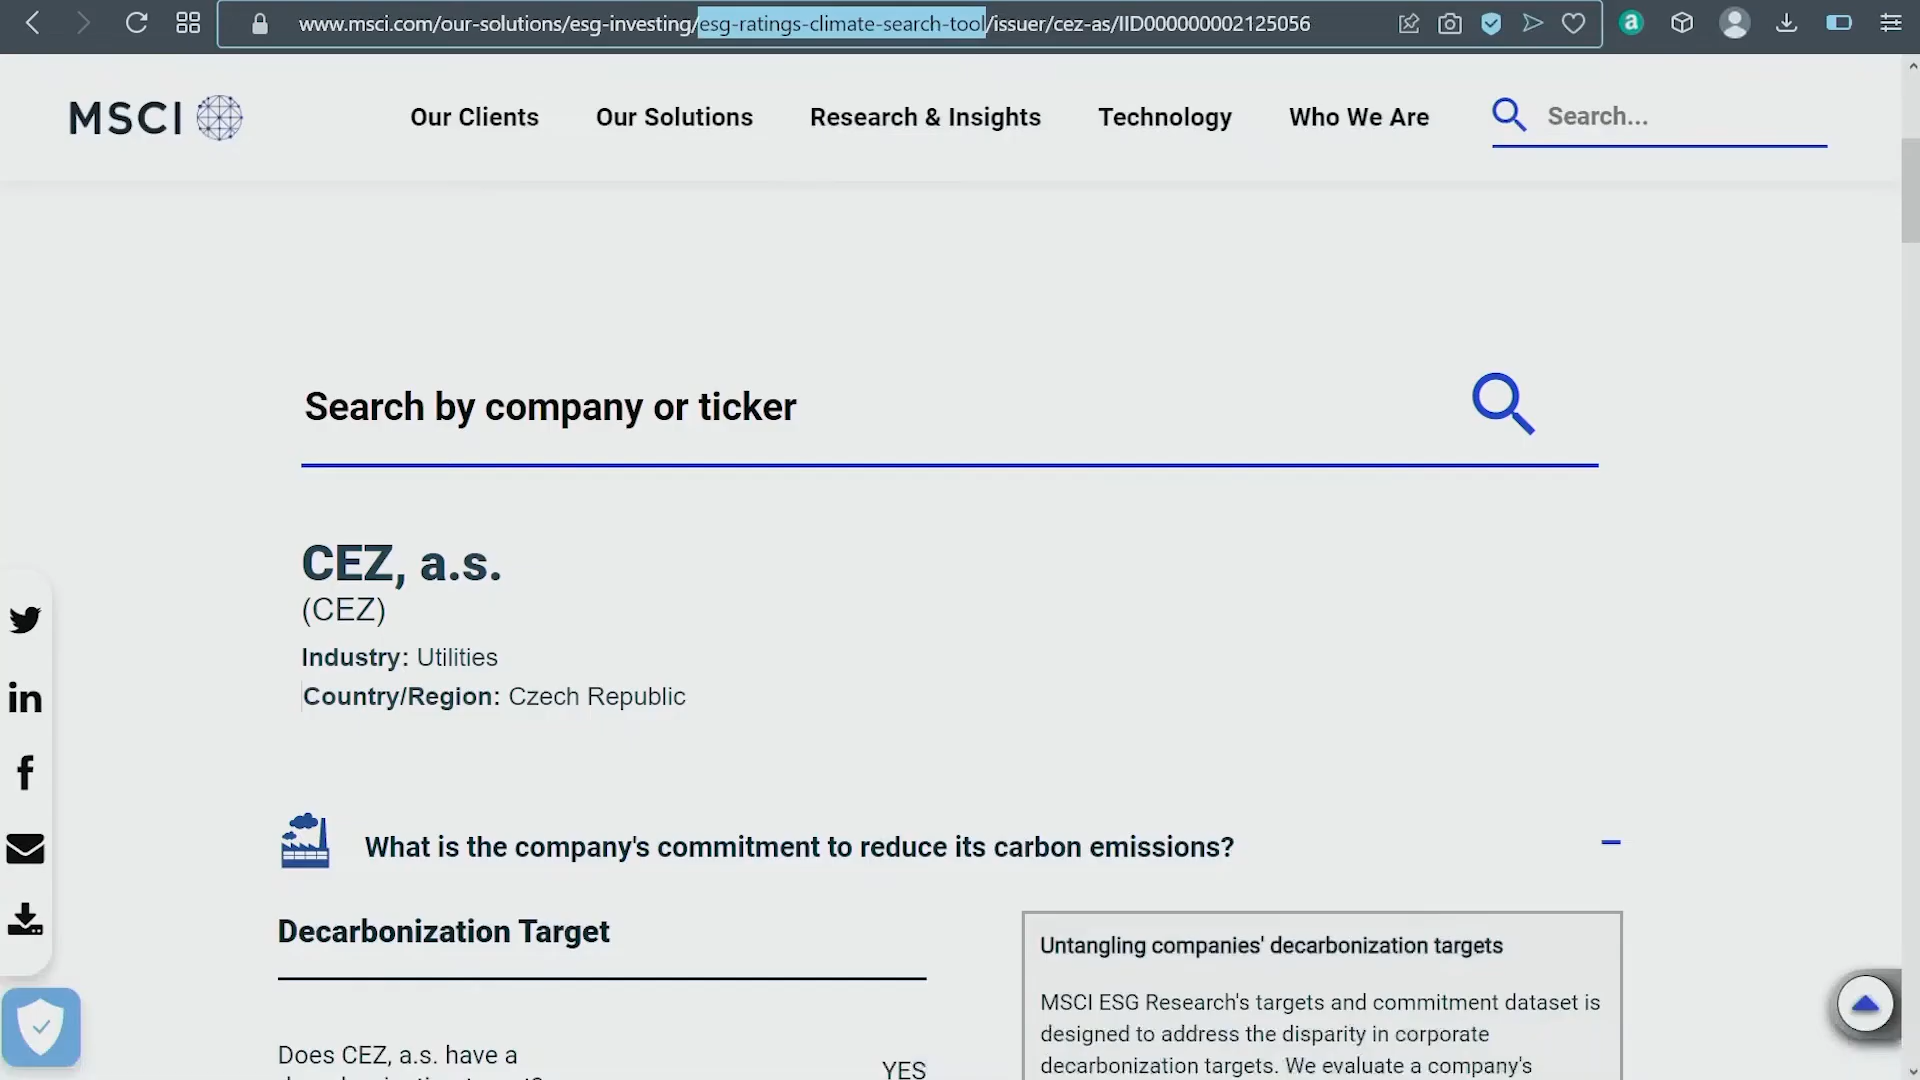 www.msci.com/our-solutions/esg-investing/esg-ratings-climate-search-tool/issuer/cez-as/IID000000002125056
a
MSCI
Our Clients
Our Solutions
Research & Insights
Technology
Who We Are
Search...
Search by company or ticker
CEZ, a.s.
(CEZ)
Industry: Utilities
Country/Region: Czech Republic
in
f
What is the company's commitment to reduce its carbon emissions?
Decarbonization Target
Does CEZ, a.s. have a
YES
Untangling companies' decarbonization targets
MSCI ESG Research's targets and commitment dataset is
designed to address the disparity in corporate
decarbonization targets. We evaluate a company's